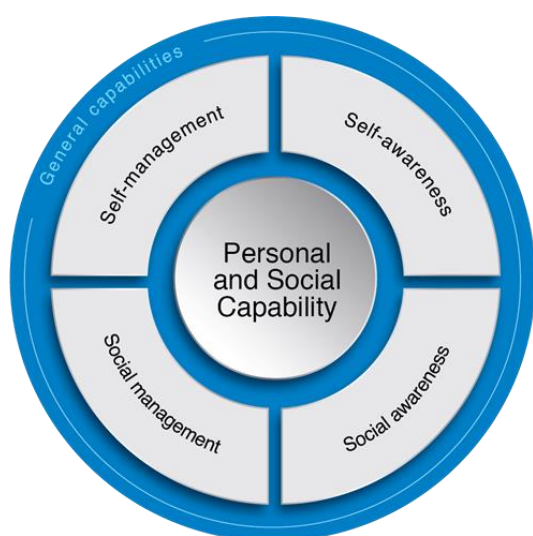 General capabilities
Self-management
Self-awareness
Personal
and Social
Capability
Social management
Social awareness